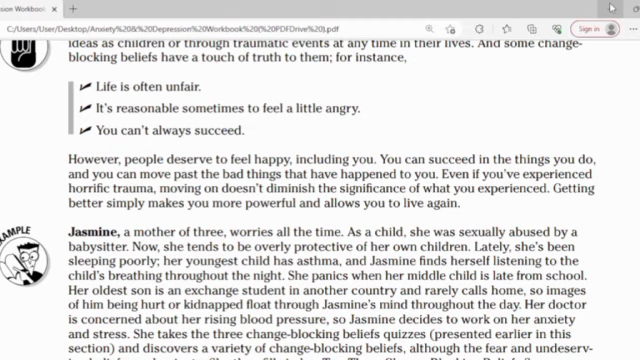 ession Workbook
C:/Users/User/Desktop/Anxiety%20&%20Depression%20Workbook%20(%20PDFDrive%20).pdf
Sign in
ideas as children or through traumatic events at any time in their lives. And some change-
blocking beliefs have a touch of truth to them; for instance,
Life is often unfair.
It's reasonable sometimes to feel a little angry.
You can't always succeed.
However, people deserve to feel happy, including you. You can succeed in the things you do,
and you can move past the bad things that have happened to you. Even if you've experienced
horrific trauma, moving on doesn't diminish the significance of what you experienced. Getting
better simply makes you more powerful and allows you to live again.
AMPLE
Jasmine, a mother of three, worries all the time. As a child, she was sexually abused by a
babysitter. Now, she tends to be overly protective of her own children. Lately, she's been
sleeping poorly; her youngest child has asthma, and Jasmine finds herself listening to the
child's breathing throughout the night. She panics when her middle child is late from school.
Her oldest son is an exchange student in another country and rarely calls home, so images
of him being hurt or kidnapped float through Jasmine's mind throughout the day. Her doctor
is concerned about her rising blood pressure, so Jasmine decides to work on her anxiety
and stress. She takes the three change-blocking beliefs quizzes (presented earlier in this
section) and discovers a variety of change-blocking beliefs, although the fear and undeserv-